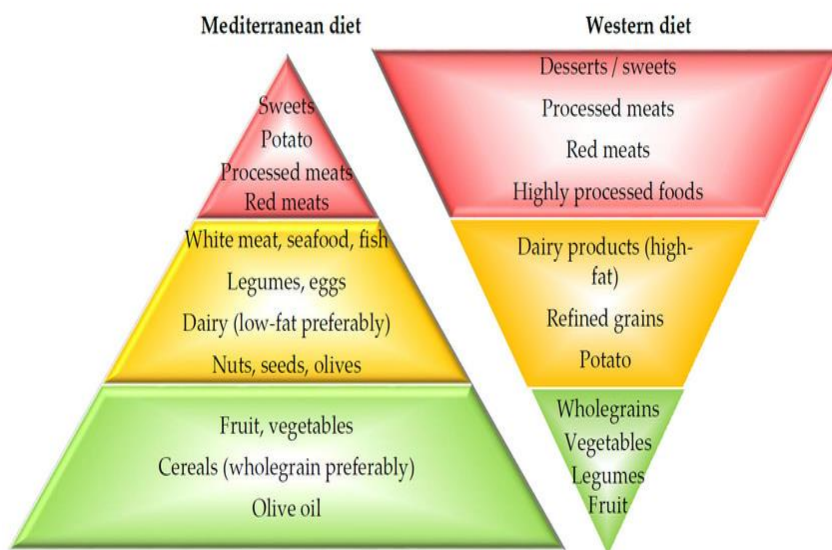 Mediterranean diet
Sweets
Potato
Processed meats
Red meats
White meat, seafood, fish
Legumes, eggs
Dairy (low-fat preferably)
Nuts, seeds, olives
Fruit, vegetables
Cereals (wholegrain preferably)
Olive oil
Western diet
Desserts / sweets
Processed meats
Red meats
Highly processed foods
Dairy products (high-
fat)
Refined grains
Potato
Wholegrains
Vegetables
Legumes
Fruit